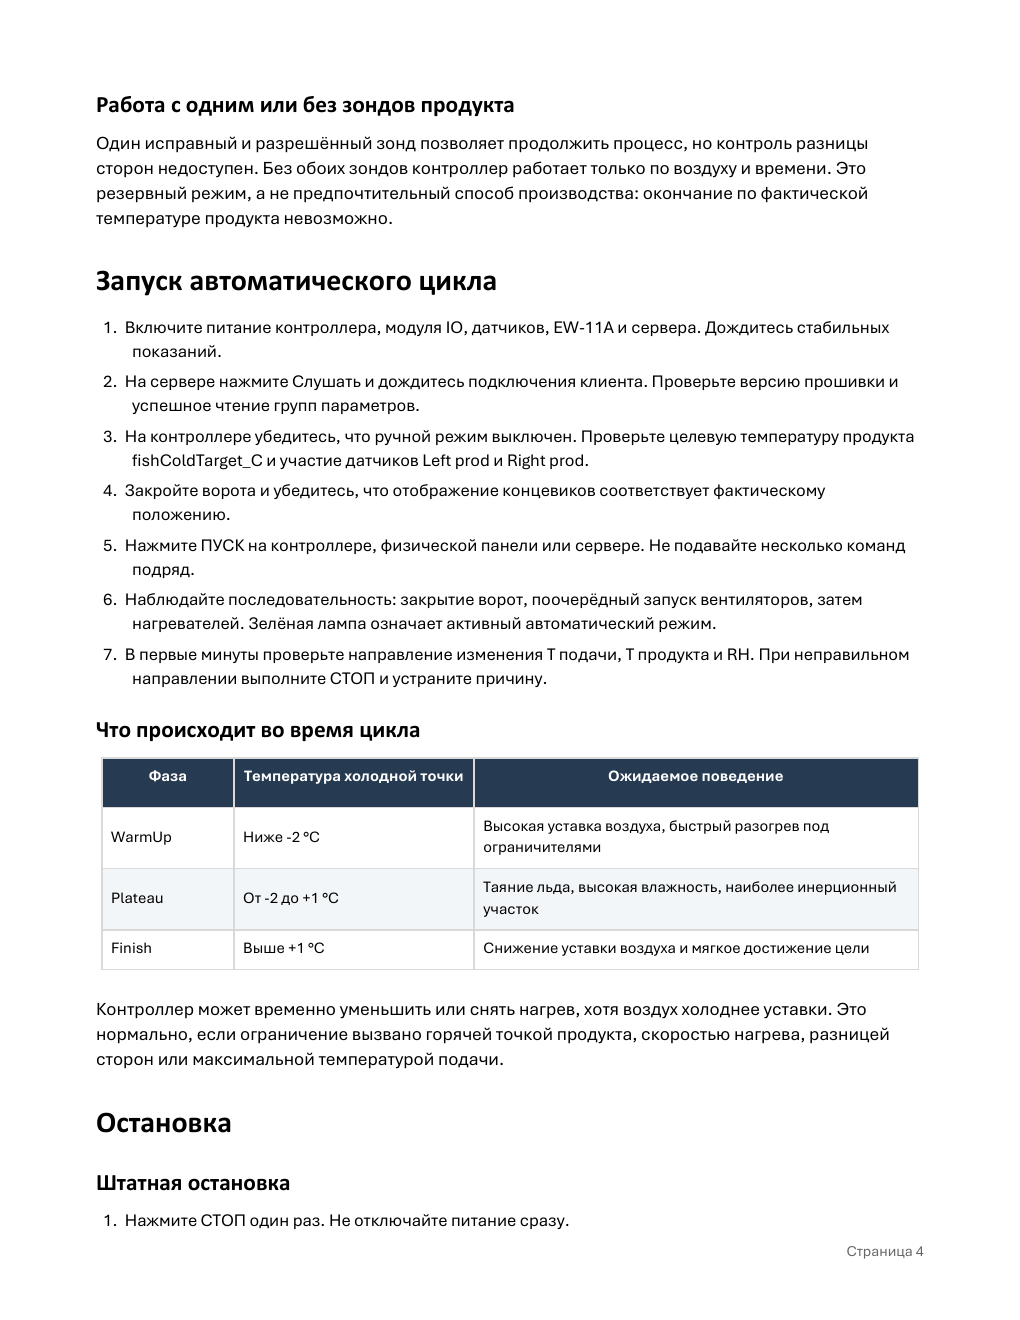 Работа с одним или без зондов продукта
Один исправный и разрешённый зонд позволяет продолжить процесс, но контроль разницы
сторон недоступен. Без обоих зондов контроллер работает только по воздуху и времени. Это
резервный режим, а не предпочтительный способ производства: окончание по фактической
температуре продукта невозможно.
Запуск автоматического цикла
1. Включите питание контроллера, модуля IO, датчиков, EW-11A и сервера. Дождитесь стабильных
показаний.
2. На сервере нажмите Слушать и дождитесь подключения клиента. Проверьте версию прошивки и
успешное чтение групп параметров.
3. На контроллере убедитесь, что ручной режим выключен. Проверьте целевую температуру продукта
fishColdTarget_C и участие датчиков Left prod и Right prod.
4. Закройте ворота и убедитесь, что отображение концевиков соответствует фактическому
положению.
5. Нажмите ПУСК на контроллере, физической панели или сервере. Не подавайте несколько команд
подряд.
6. Наблюдайте последовательность: закрытие ворот, поочерёдный запуск вентиляторов, затем
нагревателей. Зелёная лампа означает активный автоматический режим.
7. В первые минуты проверьте направление изменения T подачи, T продукта и RH. При неправильном
направлении выполните СТОП и устраните причину.
Что происходит во время цикла
Фаза Температура холодной точки Ожидаемое поведение
WarmUp Ниже -2 °C Высокая уставка воздуха, быстрый разогрев под
ограничителями
Plateau От -2 до +1 °C Таяние льда, высокая влажность, наиболее инерционный
участок
Finish Выше +1 °C Снижение уставки воздуха и мягкое достижение цели
Контроллер может временно уменьшить или снять нагрев, хотя воздух холоднее уставки. Это
нормально, если ограничение вызвано горячей точкой продукта, скоростью нагрева, разницей
сторон или максимальной температурой подачи.
Остановка
Штатная остановка
1. Нажмите СТОП один раз. Не отключайте питание сразу.
Страница 4